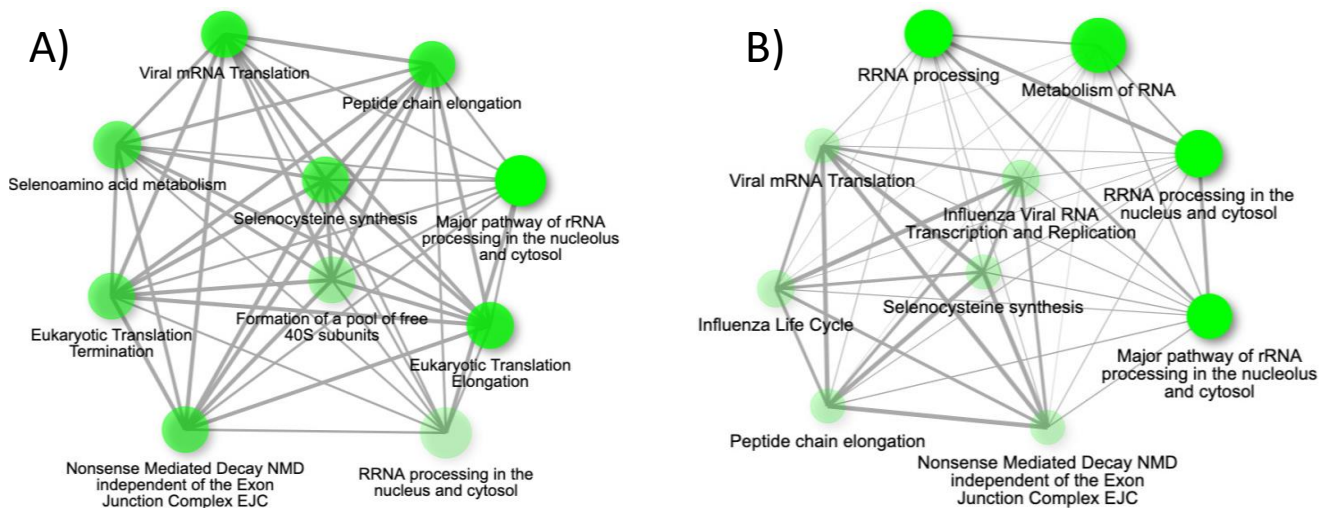 A)
Viral mRNA Translation
Peptide chain elongation
Selenoamino acid metabolism
Selenocysteine synthesis
Major pathway of rRNA
processing in the nucleolus
and cytosol
Eukaryotic Translation
Termination
Formation of a pool of free
40S subunits
Eukaryotic Translation
Elongation
Nonsense Mediated Decay NMD
independent of the Exon
Junction Complex EJC
RRNA processing in the
nucleus and cytosol
B)
RRNA processing
Metabolism of RNA
Viral mRNA Translation
RRNA processing in the
nucleus and cytosol
Influenza Viral RNA
Transcription and Replication
Influenza Life Cycle
Selenocysteine synthesis
Major pathway of rRNA
processing in the nucleolus
and cytosol
Peptide chain elongation
Nonsense Mediated Decay NMD
independent of the Exon
Junction Complex EJC